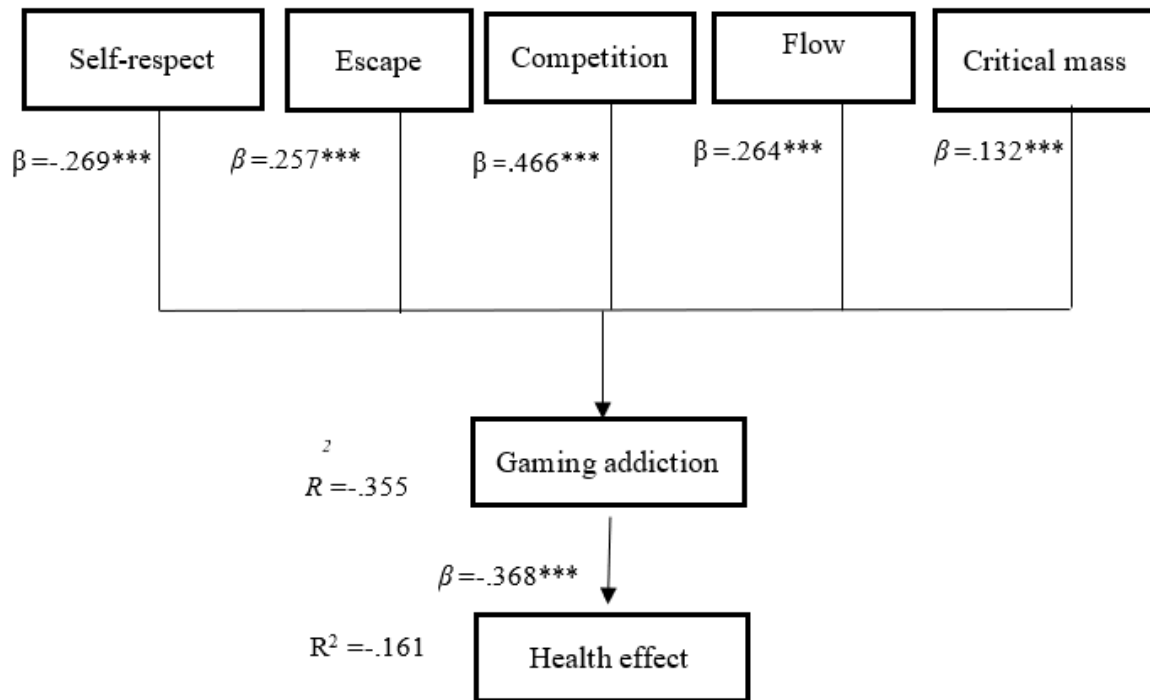 Self-respect
Escape
Competition
Flow
Critical mass
β =-.269***
β =.257***
β =.466***
β =.264***
β =.132***
Gaming addiction
2
R =-.355
β =-.368***
R² =-.161
Health effect